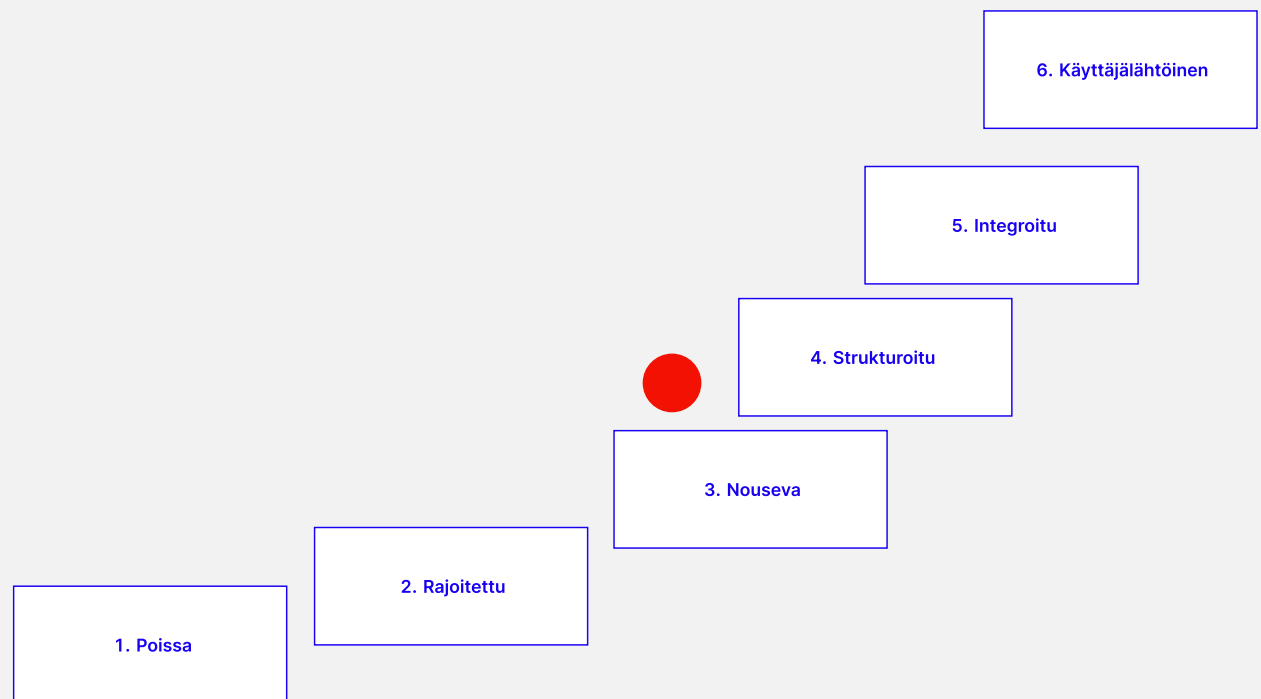 6. Käyttäjälähtöinen
5. Integroitu
4. Strukturoitu
3. Nouseva
2. Rajoitettu
1. Poissa